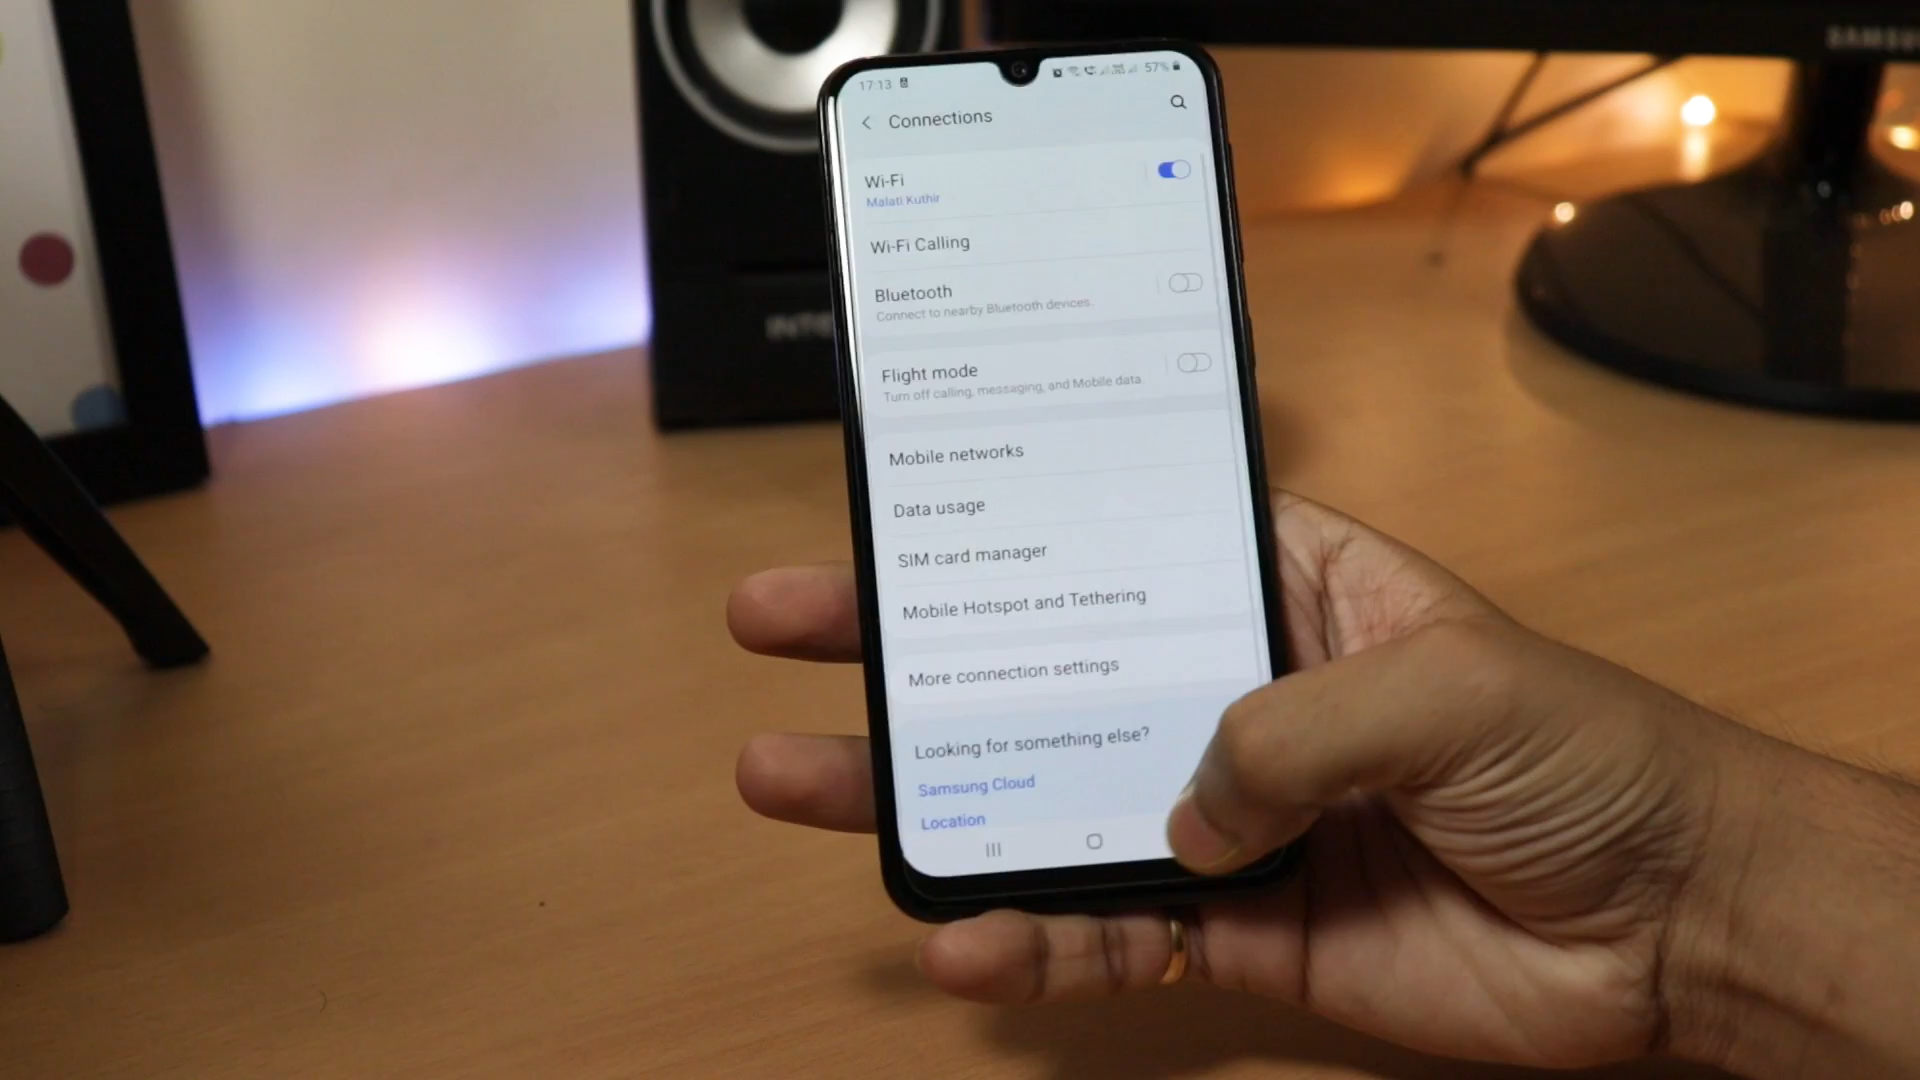 SAMSU
17:13
57%
Connections
Wi-Fi
Malati Kuthir
Wi-Fi Calling
Bluetooth
Connect to nearby Bluetooth devices.
INTE
Flight mode
Turn off calling, messaging, and Mobile data.
Mobile networks
Data usage
SIM card manager
Mobile Hotspot and Tethering
More connection settings
Looking for something else?
Samsung Cloud
Location